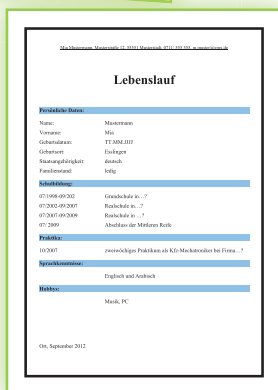 Mia Mustermann, Musterstraße 12, 55551 Musterstadt, 0711/ 555 555, m.muster@gmx.de
Lebenslauf
Persönliche Daten:
Name: Mustermann
Vorname: Mia
Geburtsdatum: TT.MM.JJJJ
Geburtsort: Esslingen
Staatsangehörigkeit deutsch
Familienstand: ledig
Schulbildung:
07/1998-09/202 Grundschule in…?
07/2002-09/2007 Realschule in…?
07/2007-09/2009 Realschule in …?
07/ 2009 Abschluss der Mittleren Reife
Praktika:
10/2007 zweiwöchiges Praktikum als Kfz-Mechatroniker bei Firma…?
Sprachkenntnisse:
Englisch und Arabisch
Hobbys:
Musik, PC
Ort, September 2012